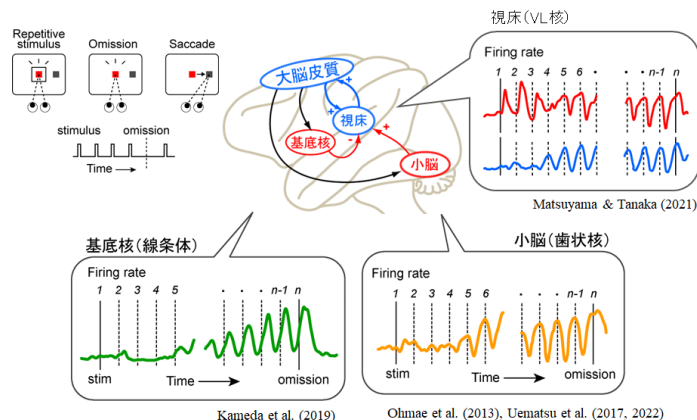 Repetitive stimulus
Omission
Saccade
stimulus
omission
Time
大脳皮質
視床
基底核
小脳
+
+
-
+
視床(VL核)
Firing rate
1 2 3 4 5 6 ・ ・ ・ n-1 n
Matsuyama & Tanaka (2021)
基底核(線条体)
Firing rate
1 2 3 4 5 ・ ・ ・ n-1 n
stim
Time
omission
Kameda et al. (2019)
小脳(歯状核)
Firing rate
1 2 3 4 5 6 ・ ・ ・ n-1 n
stim
Time
omission
Ohmae et al. (2013), Uematsu et al. (2017, 2022)